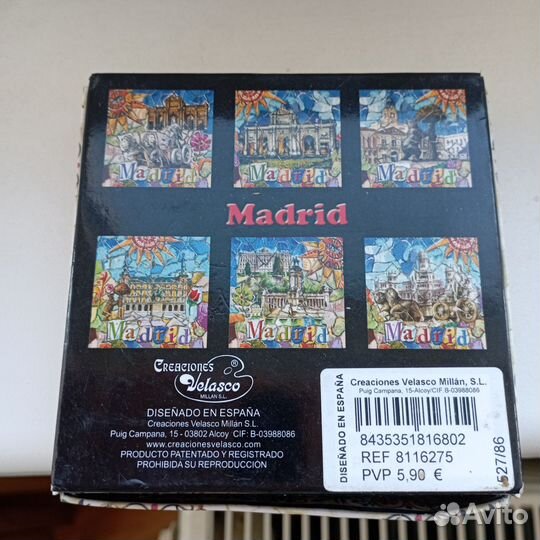 Madrid Madrid Madrid
Madrid
Madrid Madrid Madrid
CREACIONES
Velasco
MILLÁN S.L.
DISEÑADO EN ESPAÑA
Creaciones Velasco Millán S.L.
Puig Campana, 15 - 03802 Alcoy CIF: B-03988086
www.creacionesvelasco.com
PRODUCTO PATENTADO Y REGISTRADO
PROHIBIDA SU REPRODUCCION
DISEÑADO EN ESPAÑA
Creaciones Velasco Millán, S.L.
Puig Campana, 15-Alcoy/CIF.B-03988086
8435351816802
REF 8116275
PVP 5,90 €
527/86
Avito